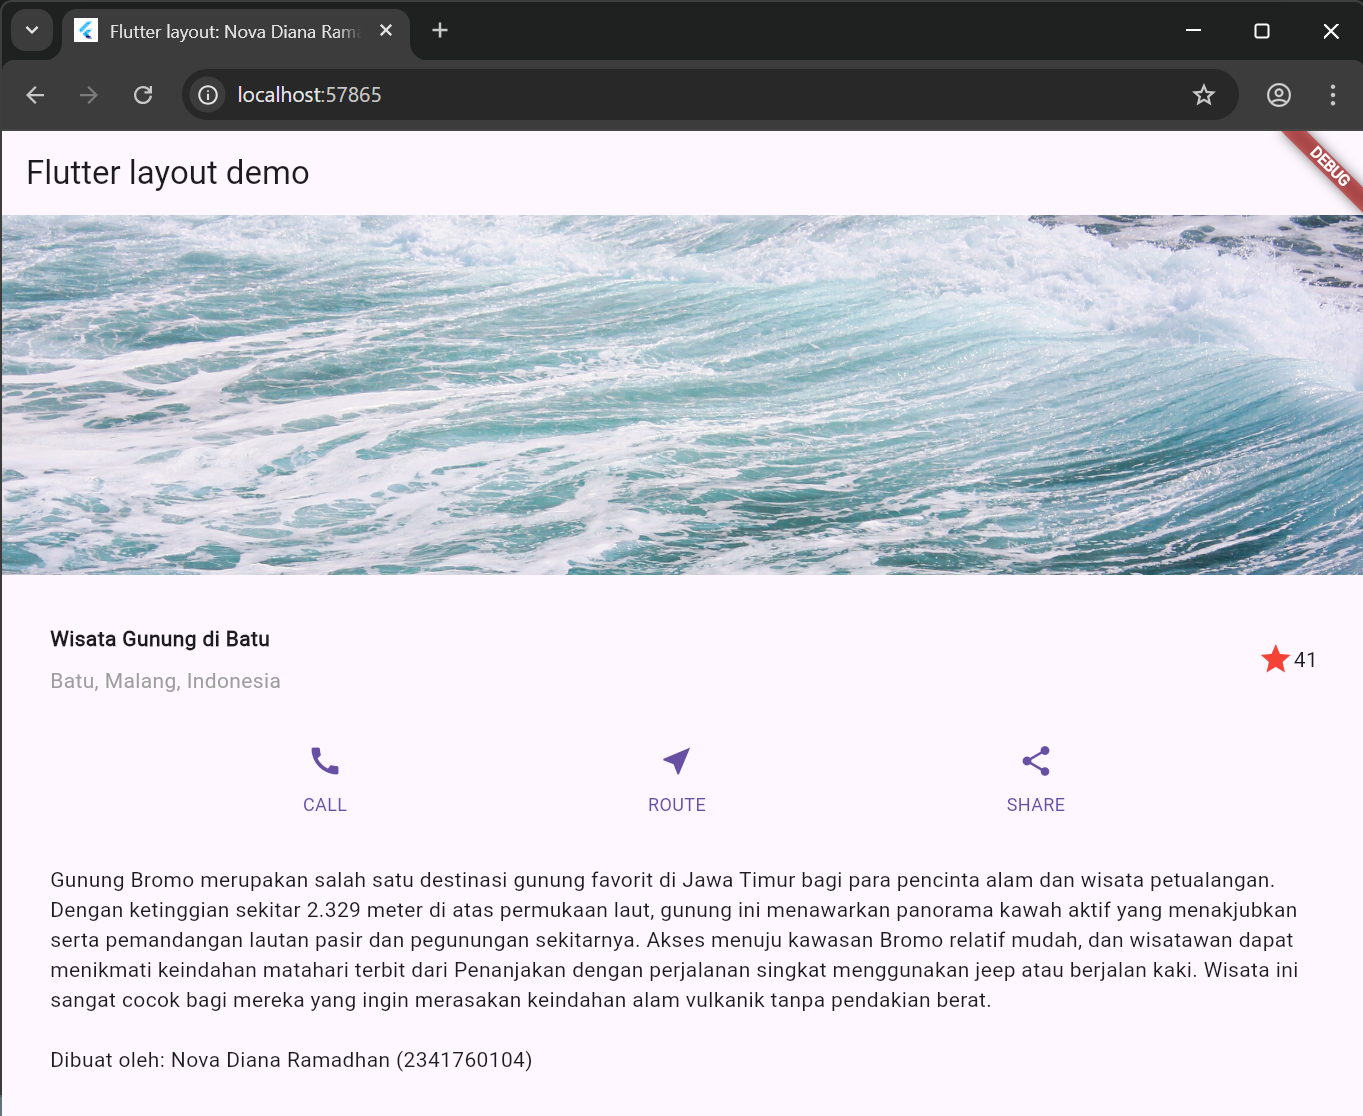 Flutter layout: Nova Diana Ram
localhost:57865
Flutter layout demo
DEBUG
Wisata Gunung di Batu
Batu, Malang, Indonesia
41
CALL
ROUTE
SHARE
Gunung Bromo merupakan salah satu destinasi gunung favorit di Jawa Timur bagi para pencinta alam dan wisata petualangan.
Dengan ketinggian sekitar 2.329 meter di atas permukaan laut, gunung ini menawarkan panorama kawah aktif yang menakjubkan
serta pemandangan lautan pasir dan pegunungan sekitarnya. Akses menuju kawasan Bromo relatif mudah, dan wisatawan dapat
menikmati keindahan matahari terbit dari Penanjakan dengan perjalanan singkat menggunakan jeep atau berjalan kaki. Wisata ini
sangat cocok bagi mereka yang ingin merasakan keindahan alam vulkanik tanpa pendakian berat.
Dibuat oleh: Nova Diana Ramadhan (2341760104)